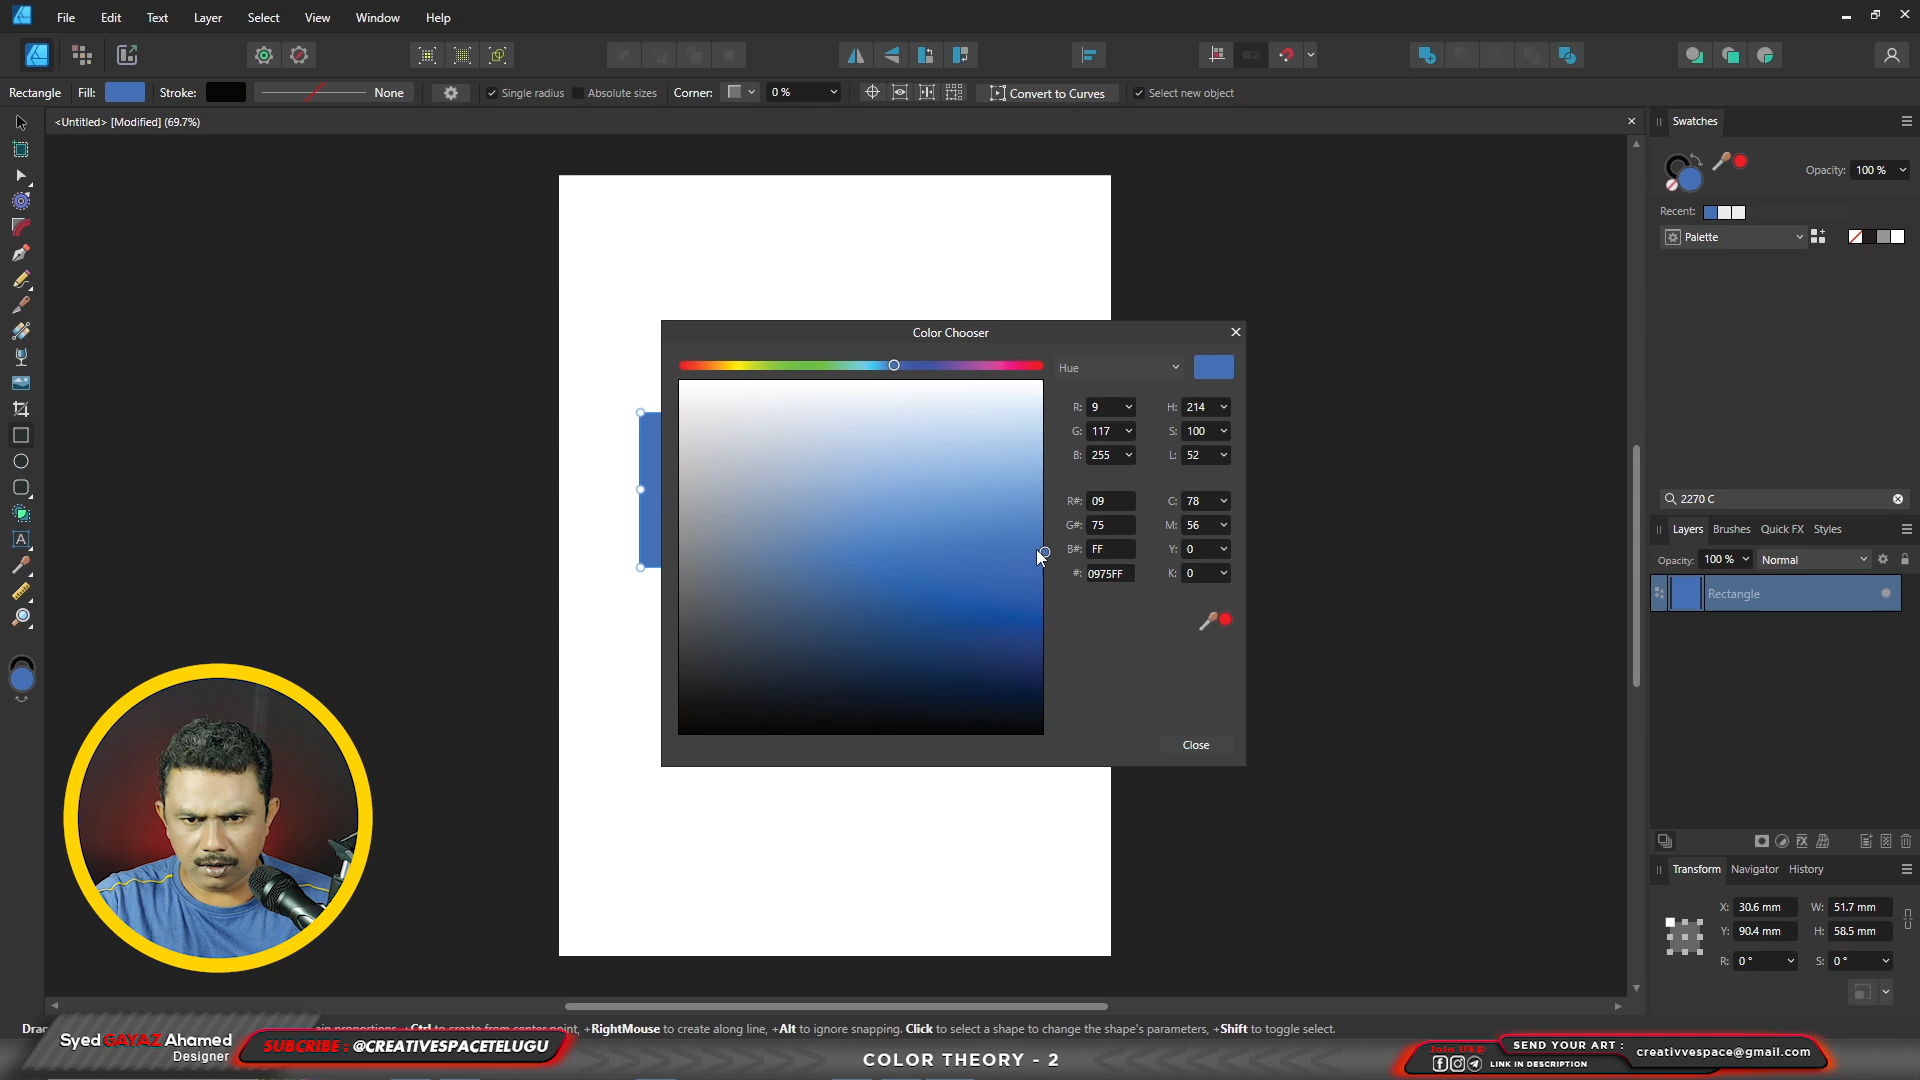 File Edit Text Layer Select View Window Help
Rectangle Fill: Stroke: None Single radius Absolute sizes Corner: 0 % Convert to Curves Select new object
<Untitled> [Modified] (69.7%)
Swatches
Opacity: 100 %
Recent:
Palette
Color Chooser
Hue
R: 9 H: 214
G: 117 S: 100
B: 255 L: 52
R#: 09 C: 78
G#: 75 M: 56
B#: FF Y: 0
#: 0975FF K: 0
Close
2270 C
Layers Brushes Quick FX Styles
Opacity: 100 % Normal
Rectangle
Transform Navigator History
X: 30.6 mm W: 51.7 mm
Y: 90.4 mm H: 58.5 mm
R: 0 ° S: 0 °
to create from center point, +RightMouse to create along line, +Alt to ignore snapping. Click to select a shape to change the shape's parameters, +Shift to toggle select.
Syed GAYAZ Ahamed
Designer
SUBCRIBE : @CREATIVESPACETELUGU
COLOR THEORY - 2
Join US
SEND YOUR ART :
LINK IN DESCRIPTION
creativvespace@gmail.com